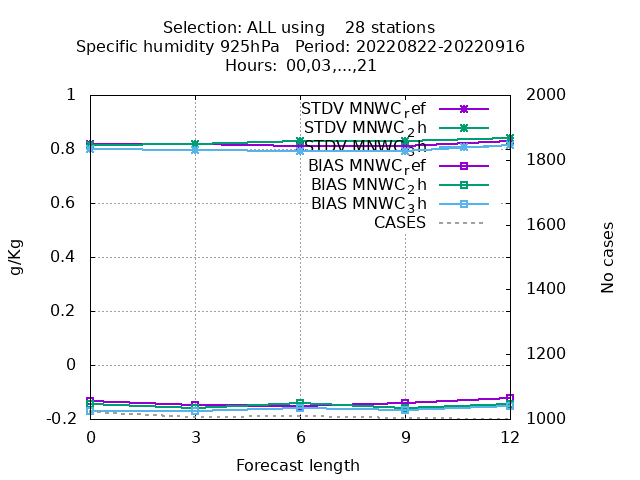 Selection: ALL using 28 stations
Specific humidity 925hPa Period: 20220822-20220916
Hours: 00,03,...,21
1 2000
STDV MNWCref
STDV MNWC2h
0.8 STDV MNWC3h 1800
BIAS MNWCref
BIAS MNWC2h
0.6 BIAS MNWC3h 1600
CASES
g/Kg No cases
0.4 1400
0.2 1200
0
-0.2 1000
0 3 6 9 12
Forecast length